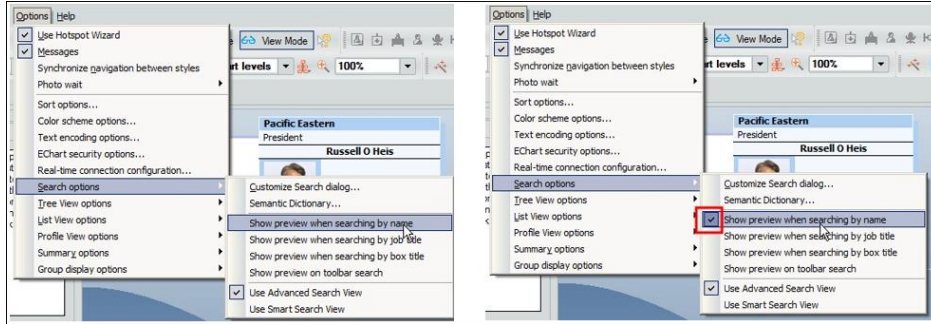 Options Help
Use Hotspot Wizard
Messages
Synchronize navigation between styles
Photo wait
Sort options...
Color scheme options...
Text encoding options...
EChart security options...
Real-time connection configuration...
Search options
Tree View options
List View options
Profile View options
Summary options
Group display options
View Mode
rt levels 100%
Pacific Eastern
President
Russell O Heis
Customize Search dialog...
Semantic Dictionary...
Show preview when searching by name
Show preview when searching by job title
Show preview when searching by box title
Show preview on toolbar search
Use Advanced Search View
Use Smart Search View
Options Help
Use Hotspot Wizard
Messages
Synchronize navigation between styles
Photo wait
Sort options...
Color scheme options...
Text encoding options...
EChart security options...
Real-time connection configuration...
Search options
Tree View options
List View options
Profile View options
Summary options
Group display options
View Mode
rt levels 100%
Pacific Eastern
President
Russell O Heis
Customize Search dialog...
Semantic Dictionary...
Show preview when searching by name
Show preview when searching by job title
Show preview when searching by box title
Show preview on toolbar search
Use Advanced Search View
Use Smart Search View